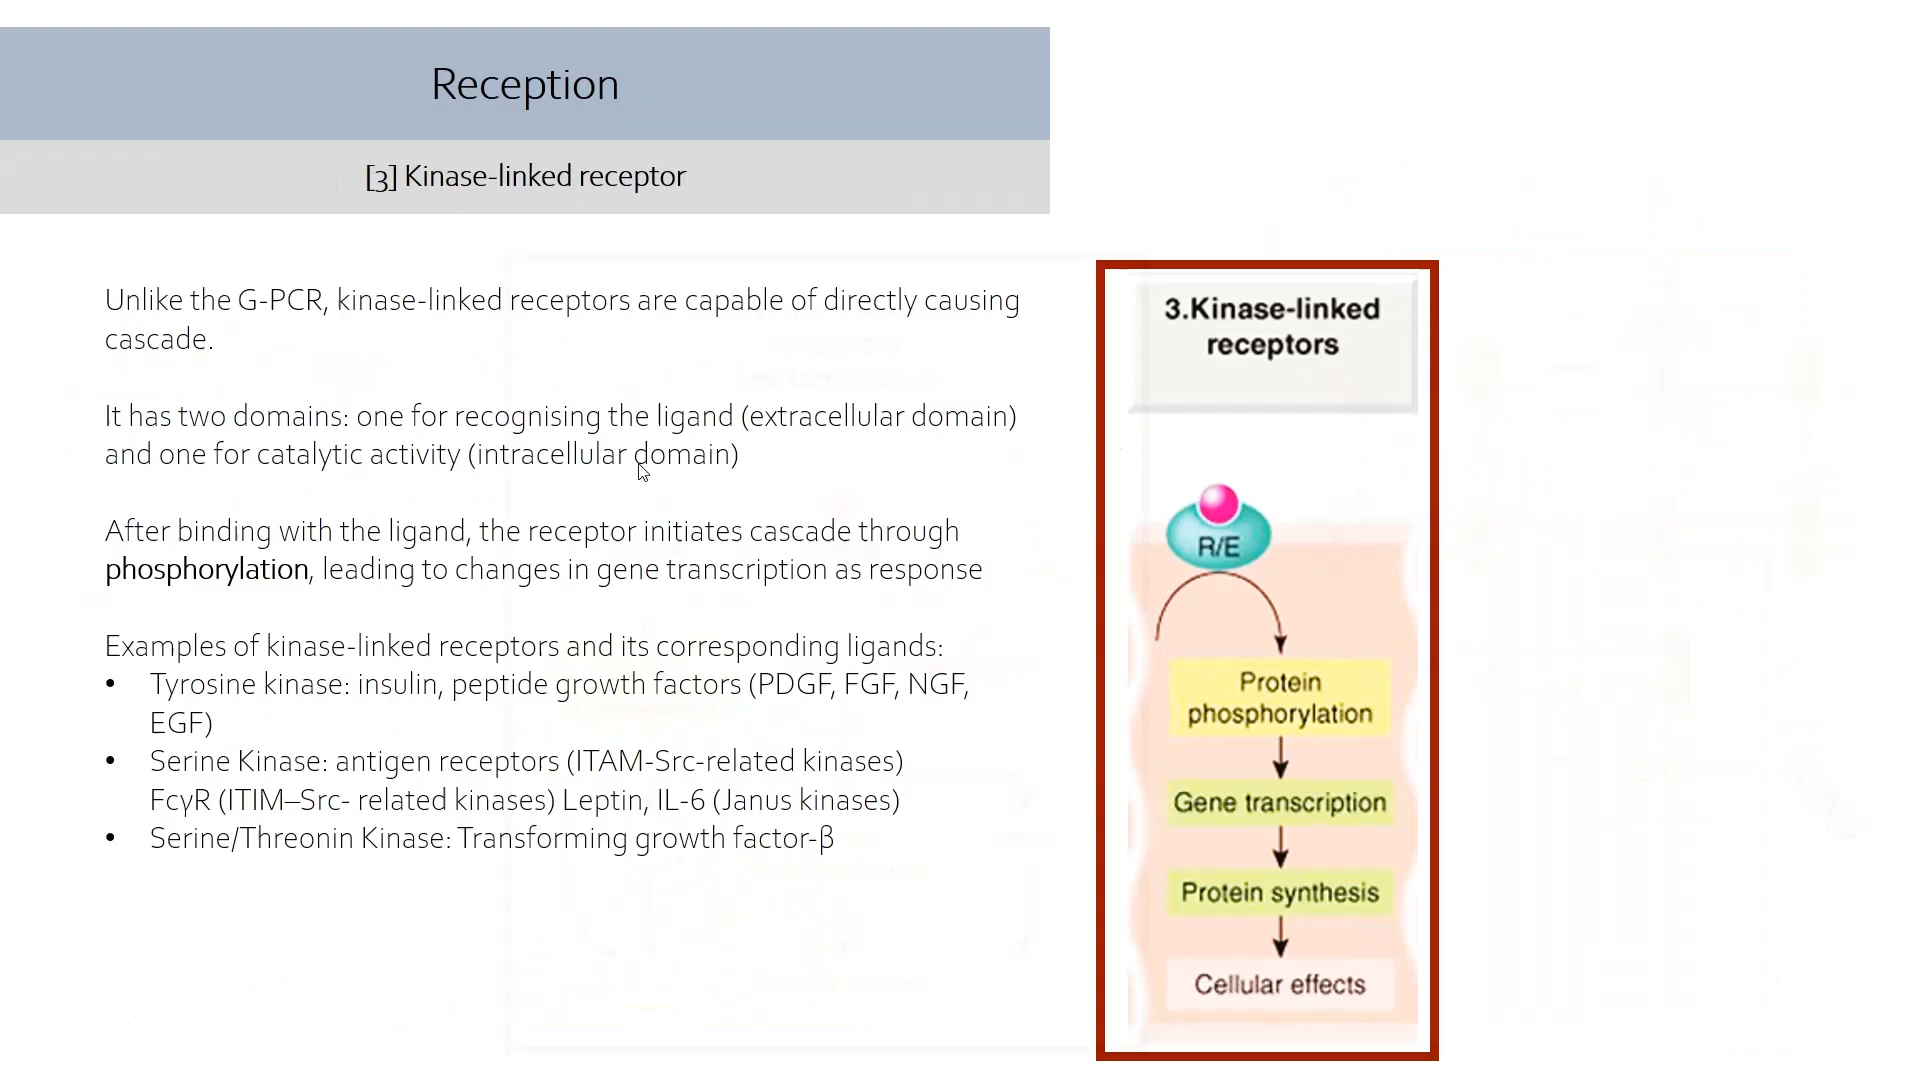 Reception
[3] Kinase-linked receptor
Unlike the G-PCR, kinase-linked receptors are capable of directly causing
cascade.
It has two domains: one for recognising the ligand (extracellular domain)
and one for catalytic activity (intracellular domain)
After binding with the ligand, the receptor initiates cascade through
phosphorylation, leading to changes in gene transcription as response
Examples of kinase-linked receptors and its corresponding ligands:
• Tyrosine kinase: insulin, peptide growth factors (PDGF, FGF, NGF,
EGF)
• Serine Kinase: antigen receptors (ITAM-Src-related kinases)
FcγR (ITIM–Src- related kinases) Leptin, IL-6 (Janus kinases)
• Serine/Threonin Kinase: Transforming growth factor-β
3.Kinase-linked
receptors
R/E
Protein
phosphorylation
Gene transcription
Protein synthesis
Cellular effects